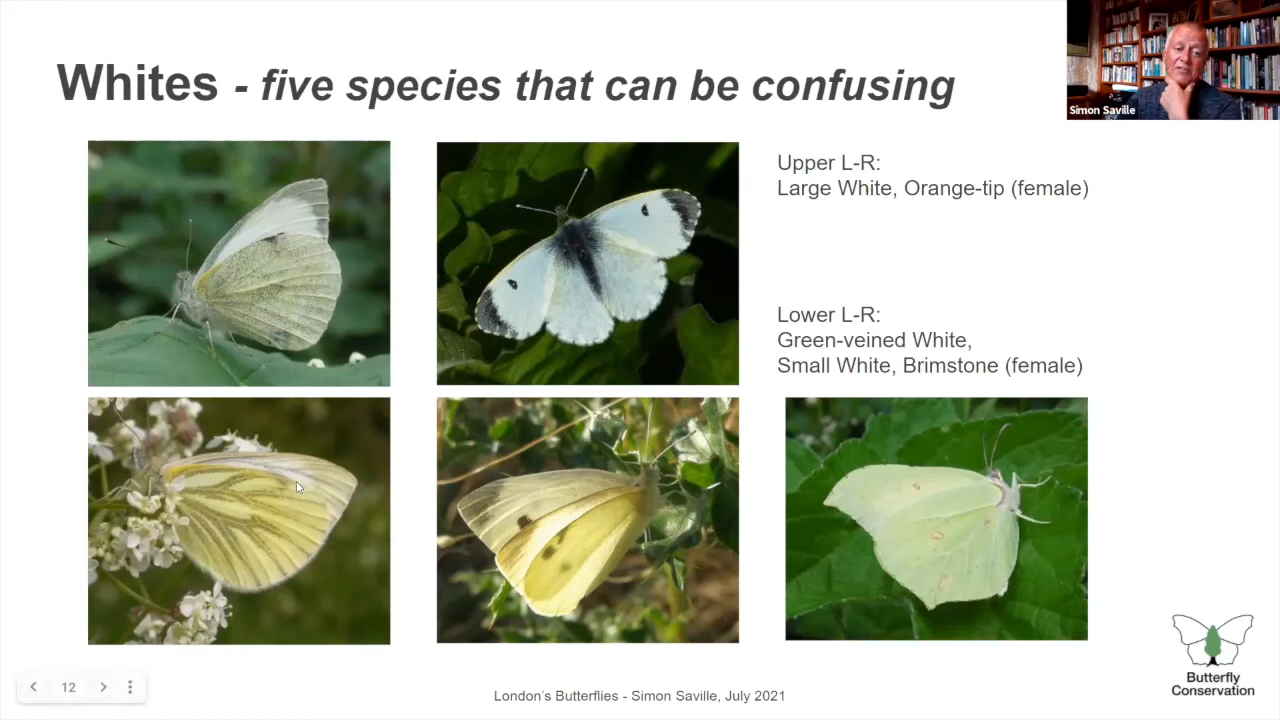 Whites - five species that can be confusing
Simon Saville
Upper L-R:
Large White, Orange-tip (female)
Lower L-R:
Green-veined White,
Small White, Brimstone (female)
12
London's Butterflies - Simon Saville, July 2021
Butterfly
Conservation